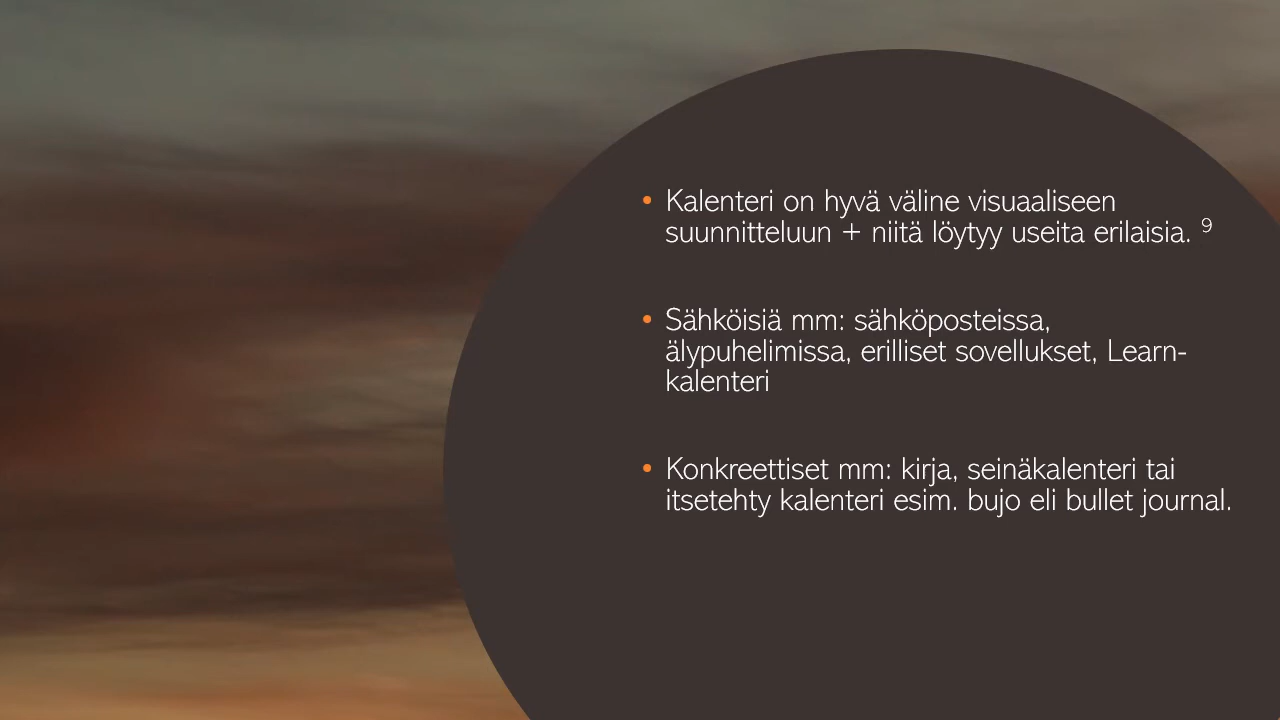 • Kalenteri on hyvä väline visuaaliseen
suunnitteluun + niitä löytyy useita erilaisia. ⁹
• Sähköisiä mm: sähköposteissa,
älypuhelimissa, erilliset sovellukset, Learn-
kalenteri
• Konkreettiset mm: kirja, seinäkalenteri tai
itsetehty kalenteri esim. bujo eli bullet journal.